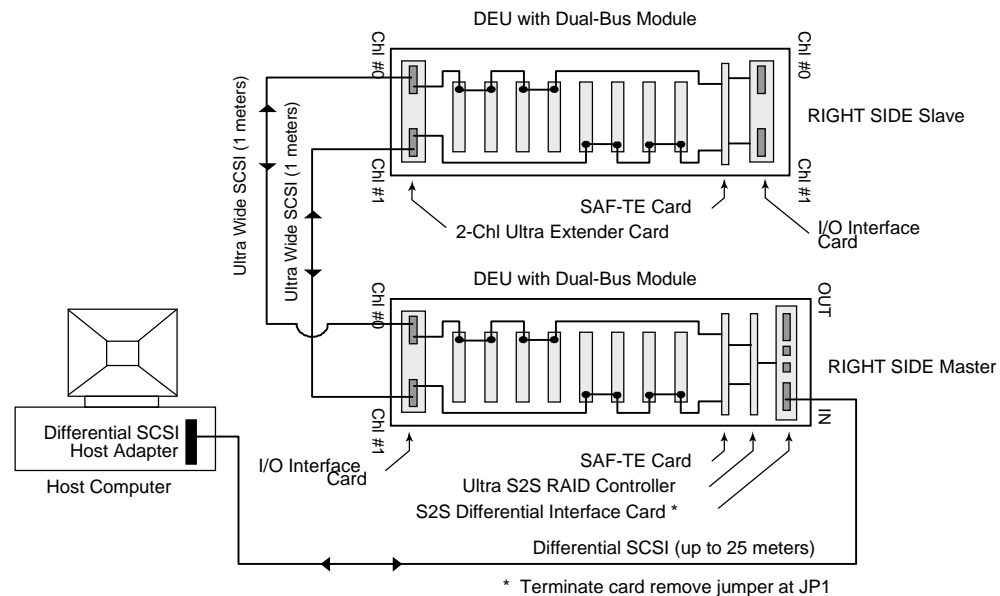 DEU with Dual-Bus Module
Chl #0
Chl #0
Ultra Wide SCSI (1 meters)
Ultra Wide SCSI (1 meters)
RIGHT SIDE Slave
Chl #1
Chl #1
SAF-TE Card
2-Chl Ultra Extender Card
I/O Interface
Card
DEU with Dual-Bus Module
Chl #0
OUT
RIGHT SIDE Master
Chl #1
IN
Differential SCSI
Host Adapter
Host Computer
I/O Interface
Card
SAF-TE Card
Ultra S2S RAID Controller
S2S Differential Interface Card *
Differential SCSI (up to 25 meters)
* Terminate card remove jumper at JP1